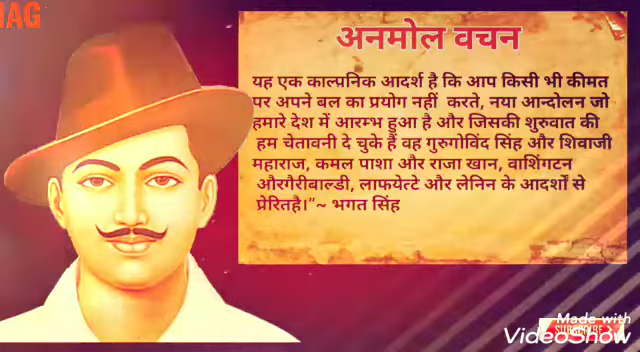 MAG
अनमोल वचन
यह एक काल्पनिक आदर्श है कि आप किसी भी कीमत
पर अपने बल का प्रयोग नहीं करते, नया आन्दोलन जो
हमारे देश में आरम्भ हुआ है और जिसकी शुरुवात की
हम चेतावनी दे चुके हैं वह गुरुगोविंद सिंह और शिवाजी
महाराज, कमल पाशा और राजा खान, वाशिंगटन
औरगैरीबाल्डी, लाफयेत्टे और लेनिन के आदर्शों से
प्रेरितहै।”~ भगत सिंह
Made with
SUBSCRIBE
VideoShow